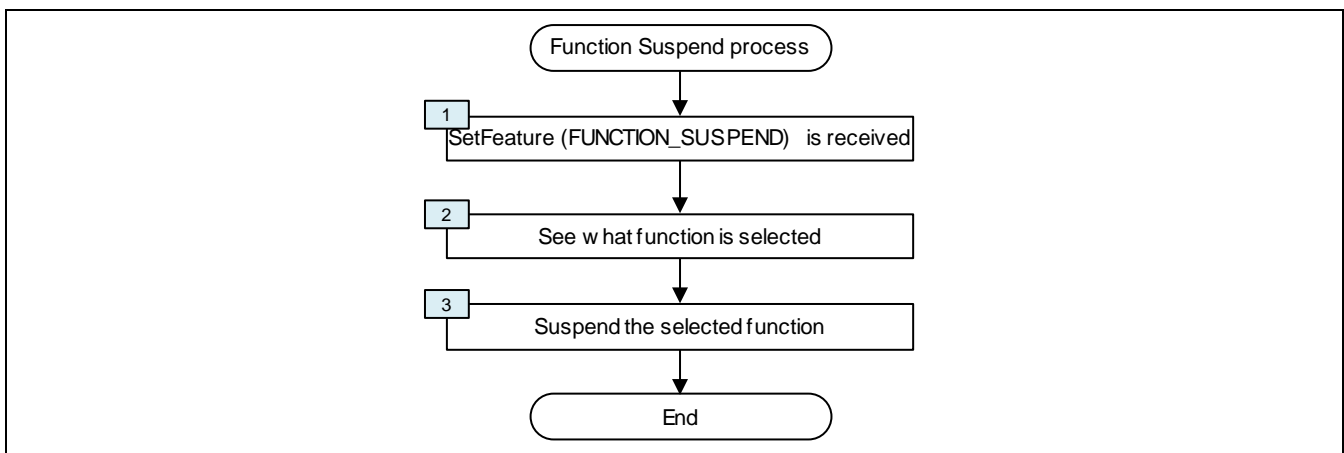 Function Suspend process
1
SetFeature (FUNCTION_SUSPEND) is received
2
See what function is selected
3
Suspend the selected function
End